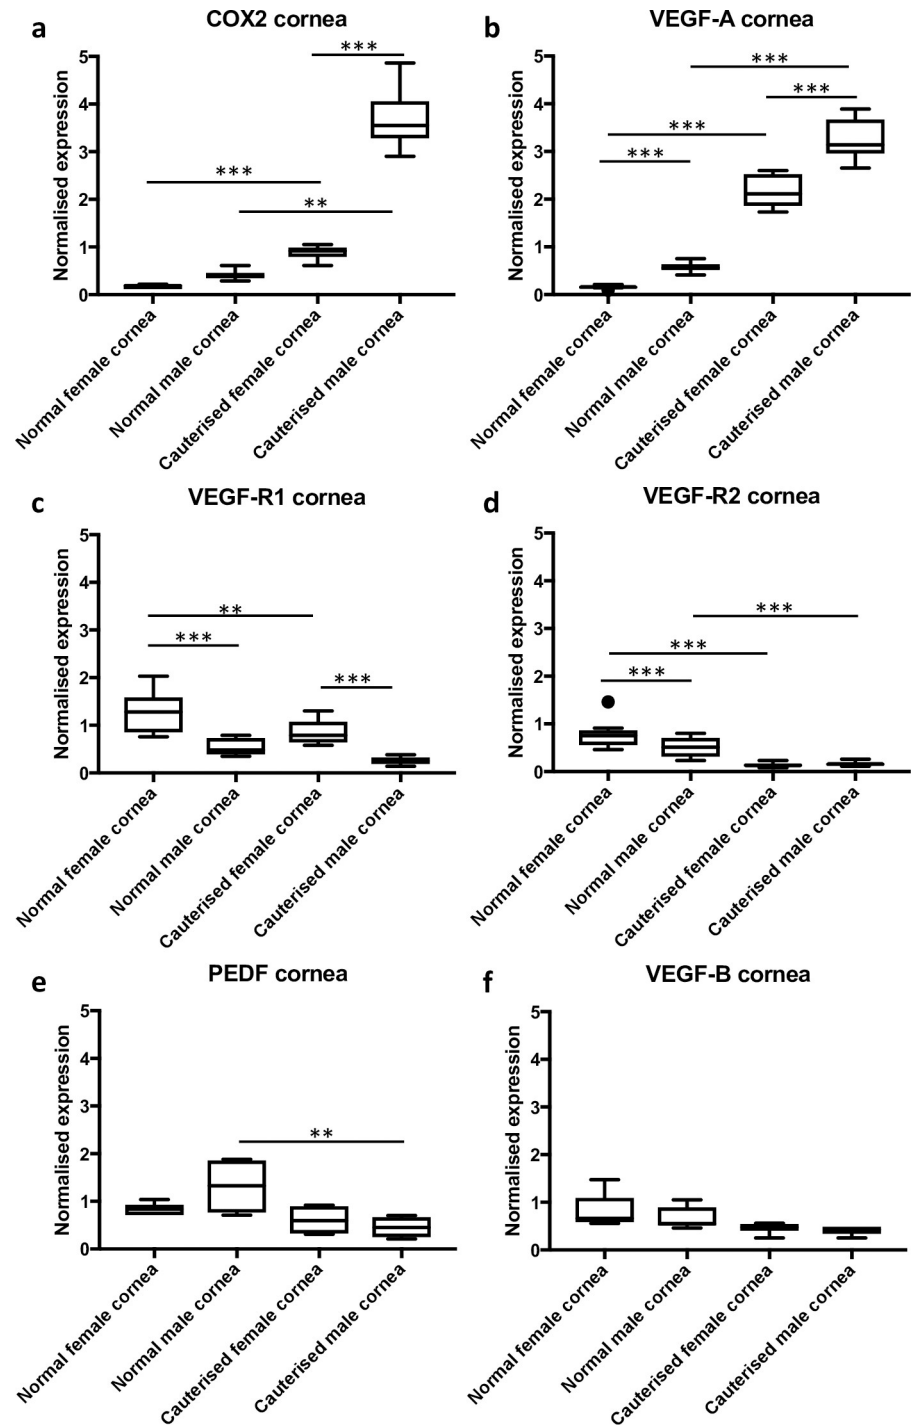 a
COX2 cornea
Normalised expression
5
4
3
2
1
0
***
***
**
Normal female cornea
Normal male cornea
Cauterised female cornea
Cauterised male cornea
b
VEGF-A cornea
Normalised expression
5
4
3
2
1
0
***
***
***
***
Normal female cornea
Normal male cornea
Cauterised female cornea
Cauterised male cornea
c
VEGF-R1 cornea
Normalised expression
5
4
3
2
1
0
**
***
***
Normal female cornea
Normal male cornea
Cauterised female cornea
Cauterised male cornea
d
VEGF-R2 cornea
Normalised expression
5
4
3
2
1
0
***
***
***
Normal female cornea
Normal male cornea
Cauterised female cornea
Cauterised male cornea
e
PEDF cornea
Normalised expression
5
4
3
2
1
0
**
Normal female cornea
Normal male cornea
Cauterised female cornea
Cauterised male cornea
f
VEGF-B cornea
Normalised expression
5
4
3
2
1
0
Normal female cornea
Normal male cornea
Cauterised female cornea
Cauterised male cornea